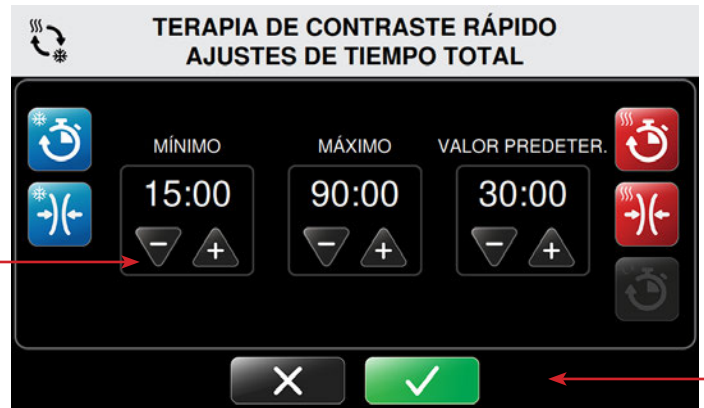 TERAPIA DE CONTRASTE RÁPIDO
AJUSTES DE TIEMPO TOTAL
MÍNIMO MÁXIMO VALOR PREDETER.
15:00 90:00 30:00